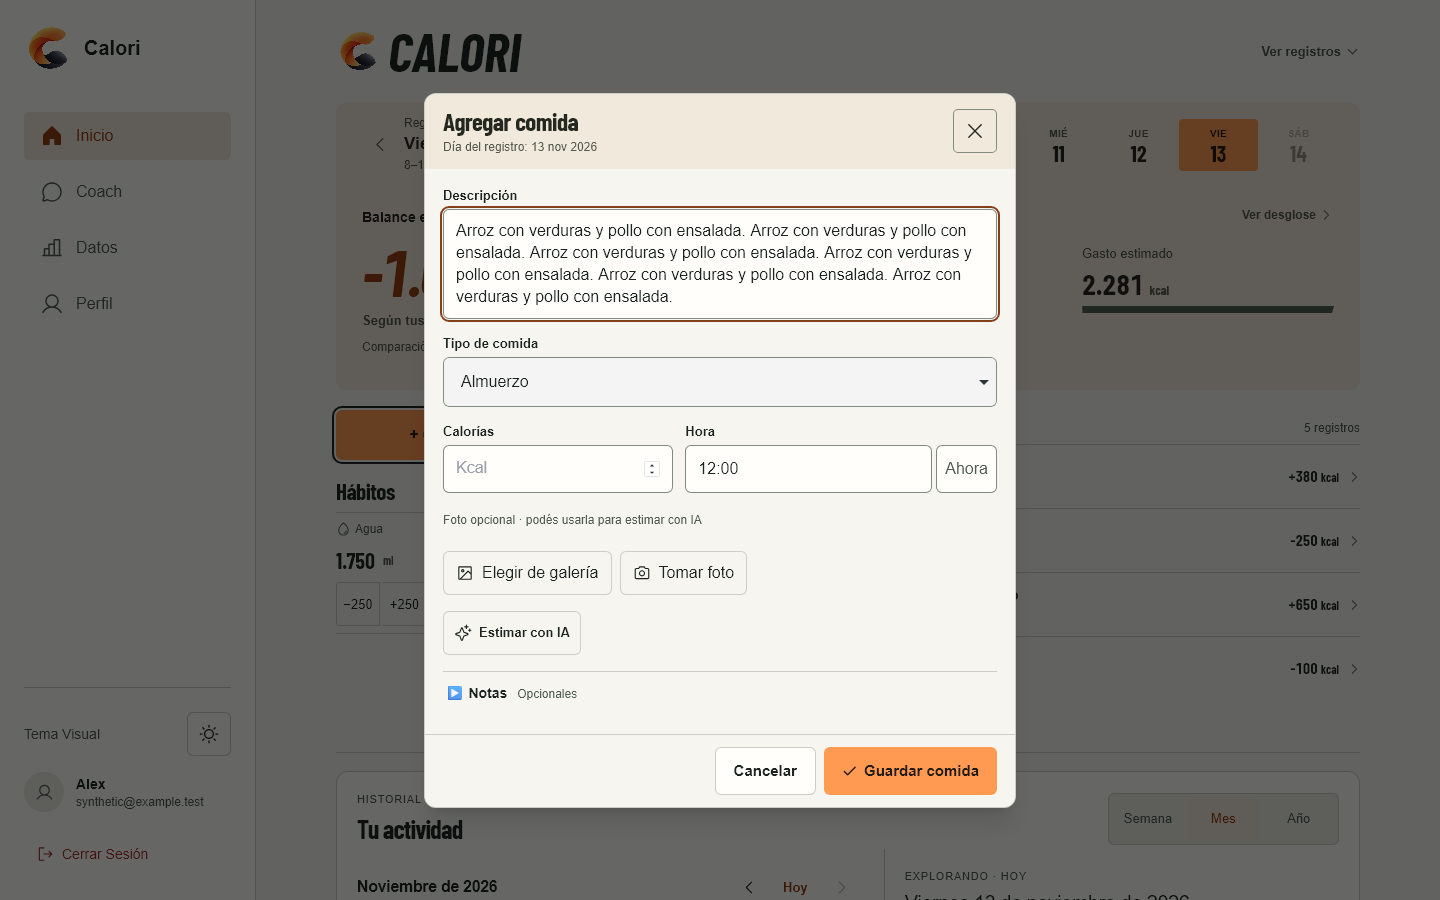 Calori
Inicio
Coach
Datos
Perfil
Tema Visual
Alex
synthetic@example.test
Cerrar Sesión
CALORI
Ver registros
MIÉ
11
JUE
12
VIE
13
SÁB
14
Balance
Ver desglose
Gasto estimado
2.281 kcal
Según tus
5 registros
+380 kcal
-250 kcal
+650 kcal
-100 kcal
Hábitos
Agua
1.750 ml
−250
+250
Agregar comida
Día del registro: 13 nov 2026
Descripción
Arroz con verduras y pollo con ensalada. Arroz con verduras y pollo con
ensalada. Arroz con verduras y pollo con ensalada. Arroz con verduras y
pollo con ensalada. Arroz con verduras y pollo con ensalada. Arroz con
verduras y pollo con ensalada.
Tipo de comida
Almuerzo
Calorías
Hora
Kcal
12:00
Ahora
Foto opcional · podés usarla para estimar con IA
Elegir de galería
Tomar foto
Estimar con IA
Notas Opcionales
Cancelar
Guardar comida
HISTORIAL
Tu actividad
Semana
Mes
Año
Noviembre de 2026
Hoy
EXPLORANDO · HOY
Viernes 13 de noviembre de 2026